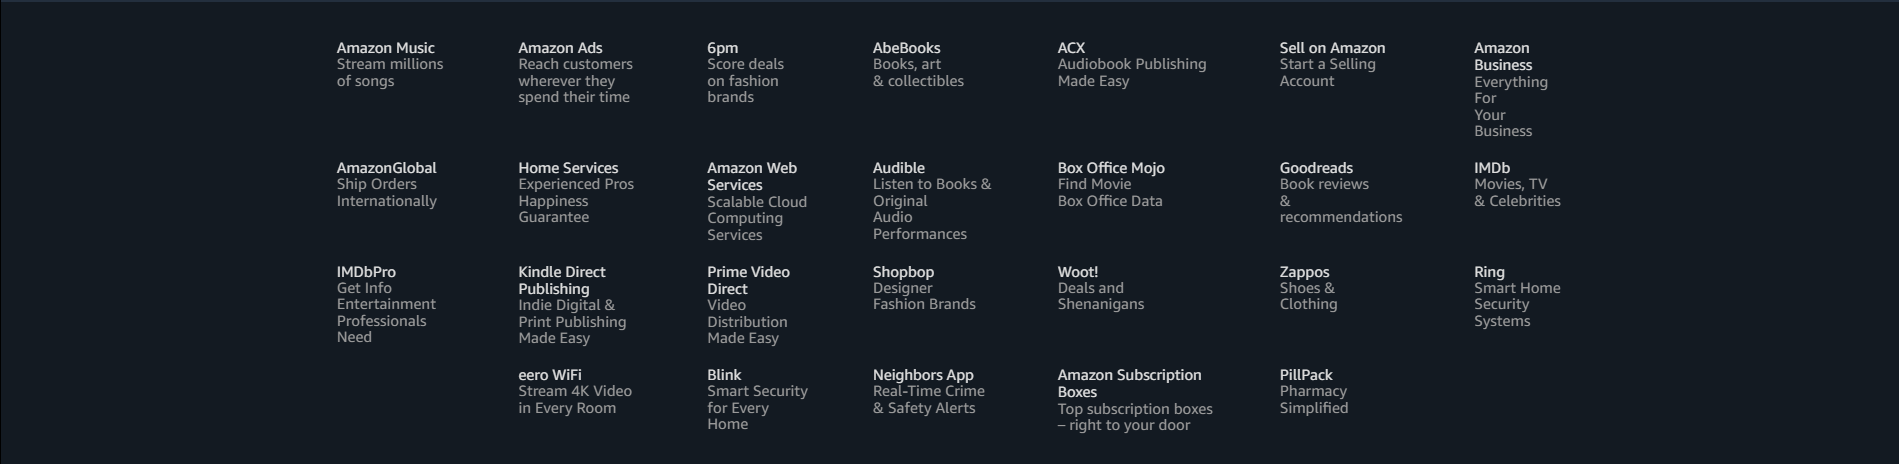 Amazon Music
Stream millions
of songs
Amazon Ads
Reach customers
wherever they
spend their time
6pm
Score deals
on fashion
brands
AbeBooks
Books, art
& collectibles
ACX
Audiobook Publishing
Made Easy
Sell on Amazon
Start a Selling
Account
Amazon
Business
Everything
For
Your
Business
AmazonGlobal
Ship Orders
Internationally
Home Services
Experienced Pros
Happiness
Guarantee
Amazon Web
Services
Scalable Cloud
Computing
Services
Audible
Listen to Books &
Original
Audio
Performances
Box Office Mojo
Find Movie
Box Office Data
Goodreads
Book reviews
&
recommendations
IMDb
Movies, TV
& Celebrities
IMDbPro
Get Info
Entertainment
Professionals
Need
Kindle Direct
Publishing
Indie Digital &
Print Publishing
Made Easy
Prime Video
Direct
Video
Distribution
Made Easy
Shopbop
Designer
Fashion Brands
Woot!
Deals and
Shenanigans
Zappos
Shoes &
Clothing
Ring
Smart Home
Security
Systems
eero WiFi
Stream 4K Video
in Every Room
Blink
Smart Security
for Every
Home
Neighbors App
Real-Time Crime
& Safety Alerts
Amazon Subscription
Boxes
Top subscription boxes
– right to your door
PillPack
Pharmacy
Simplified